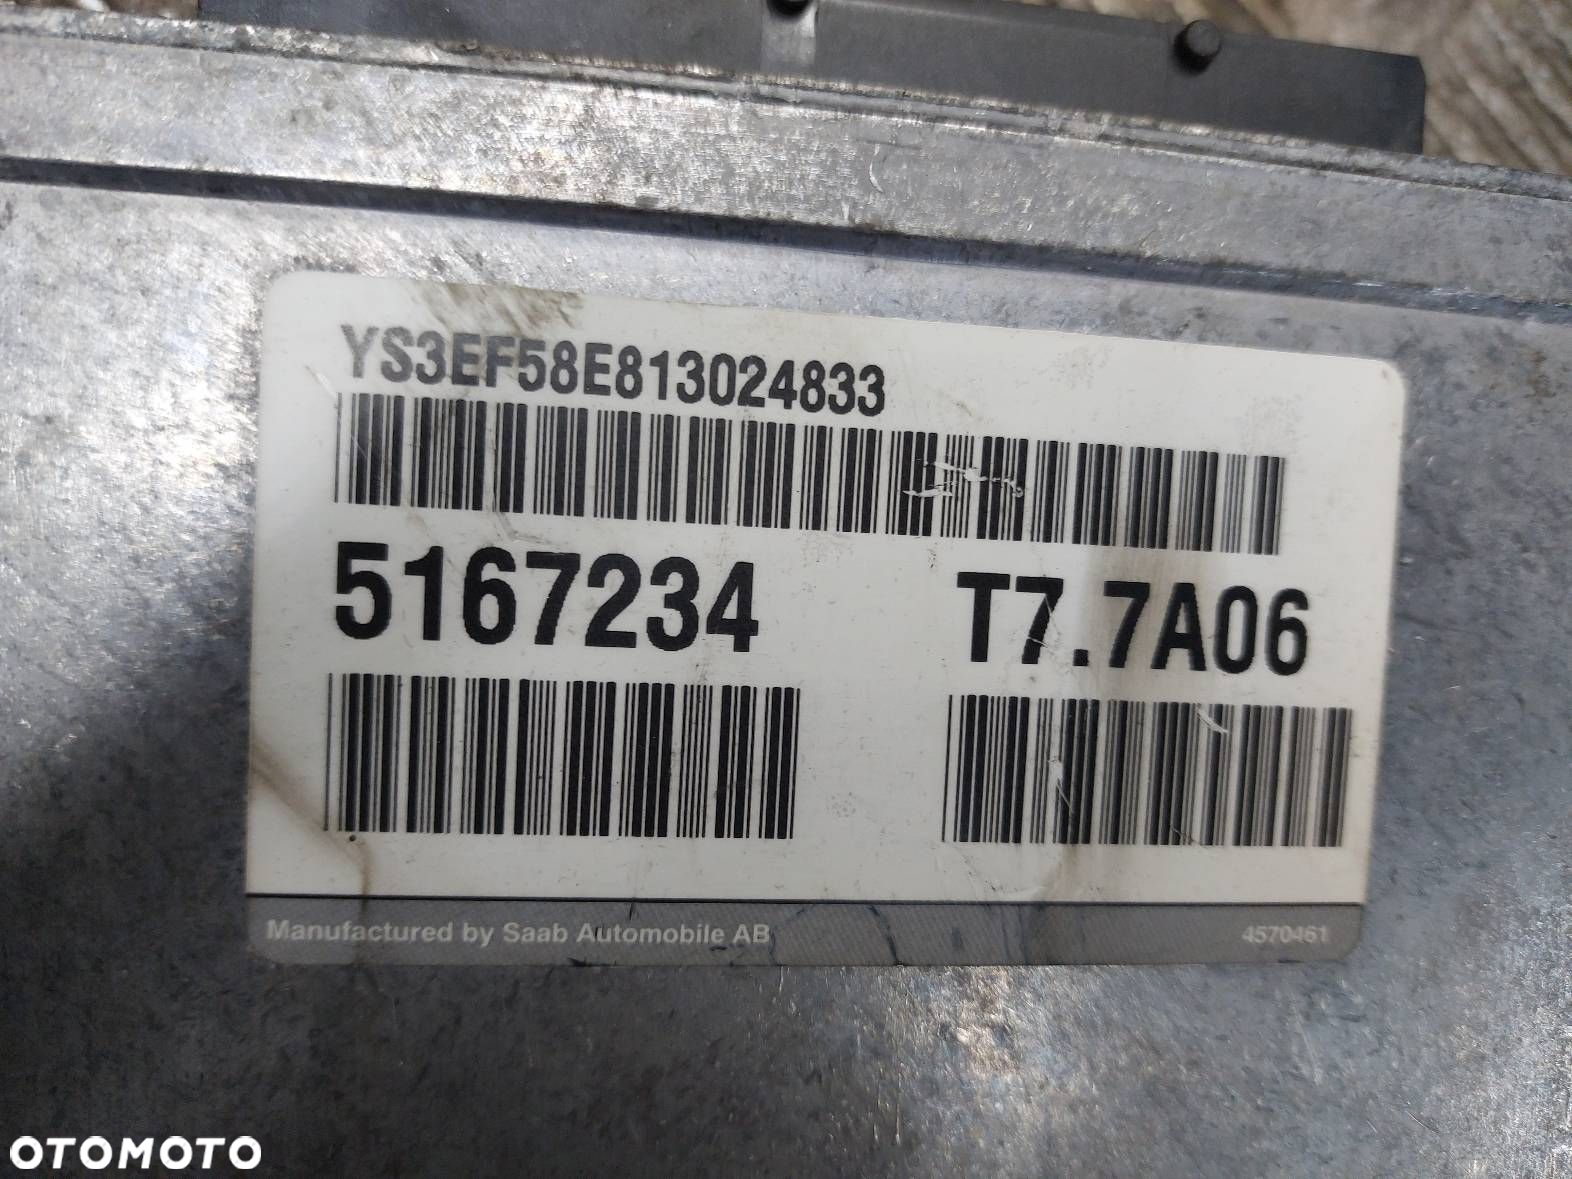 YS3EF58E813024833
5167234 T7.7A06
Manufactured by Saab Automobile AB 4570461
OTOMOTO